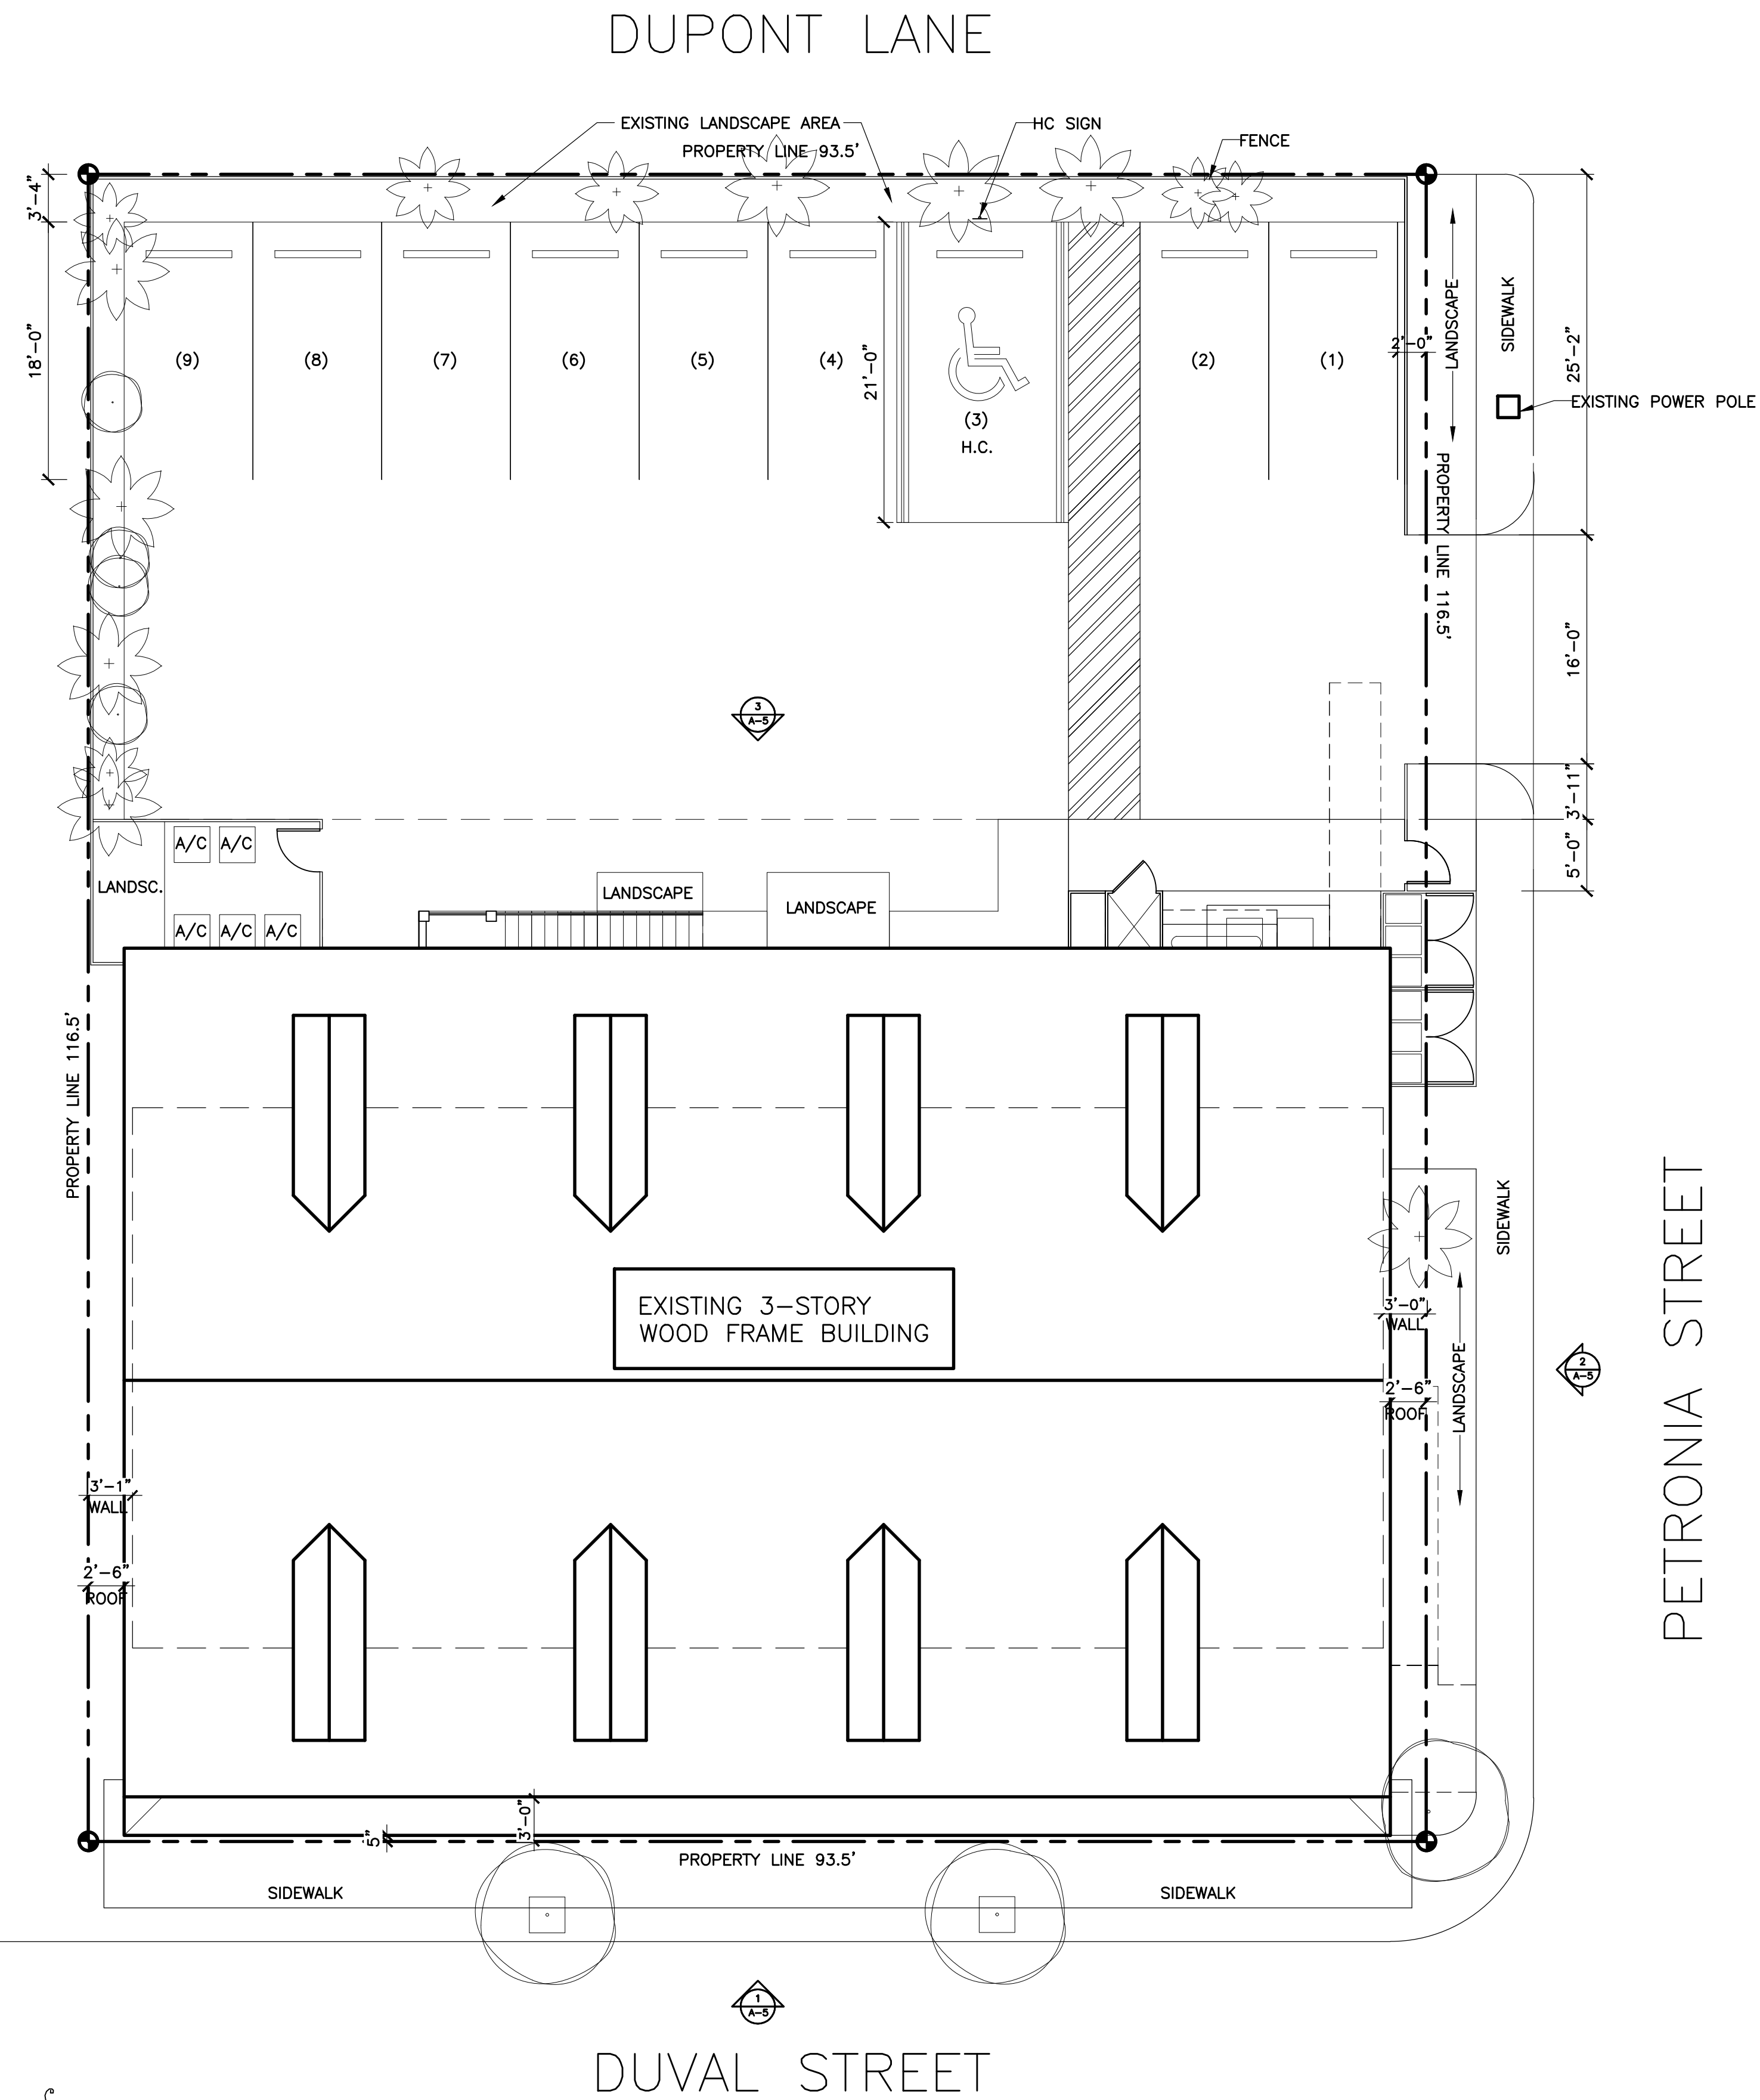 DUPONT LANE
EXISTING LANDSCAPE AREA
HC SIGN
PROPERTY LINE 93.5'
FENCE
3'-4"
18'-0"
21'-0"
2'-0"
LANDSCAPE
SIDEWALK
25'-2"
EXISTING POWER POLE
(9)
(8)
(7)
(6)
(5)
(4)
(3)
H.C.
(2)
(1)
PROPERTY LINE 116.5'
16'-0"
3'-11"
5'-0"
3
A-5
A/C
A/C
LANDSC.
A/C
A/C
A/C
LANDSCAPE
LANDSCAPE
PROPERTY LINE 116.5'
SIDEWALK
EXISTING 3-STORY
WOOD FRAME BUILDING
3'-0"
WALL
2'-6"
ROOF
LANDSCAPE
2
A-5
PETRONIA STREET
3'-1"
WALL
2'-6"
ROOF
5"
3'-0"
PROPERTY LINE 93.5'
SIDEWALK
SIDEWALK
1
A-5
DUVAL STREET